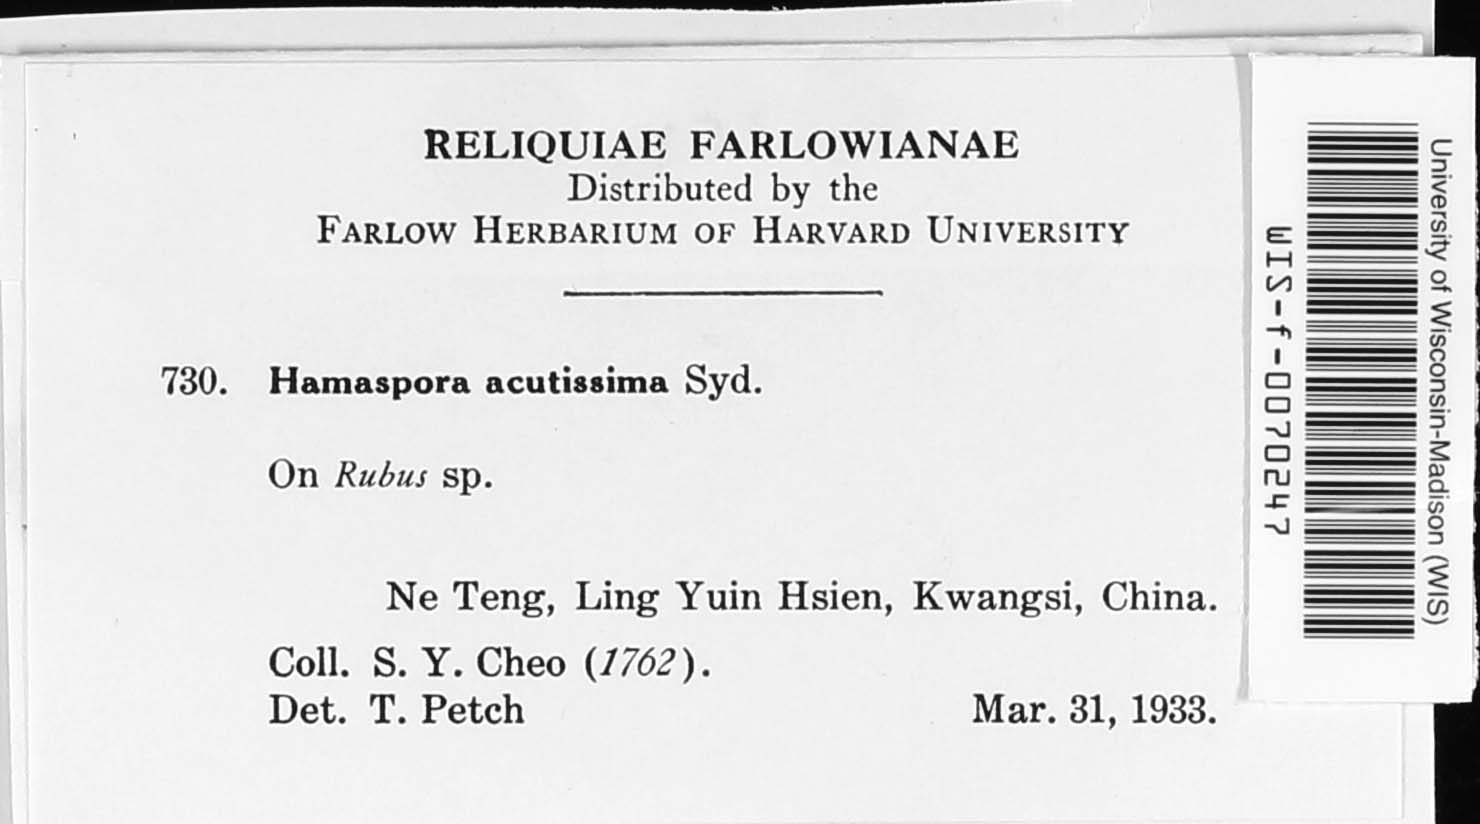 RELIQUIAE FARLOWIANAE
Distributed by the
FARLOW HERBARIUM OF HARVARD UNIVERSITY
730. Hamaspora acutissima Syd.
On Rubus sp.
Ne Teng, Ling Yuin Hsien, Kwangsi, China.
Coll. S. Y. Cheo (1762).
Det. T. Petch Mar. 31, 1933.
WIS-f-0070247
University of Wisconsin-Madison (WIS)